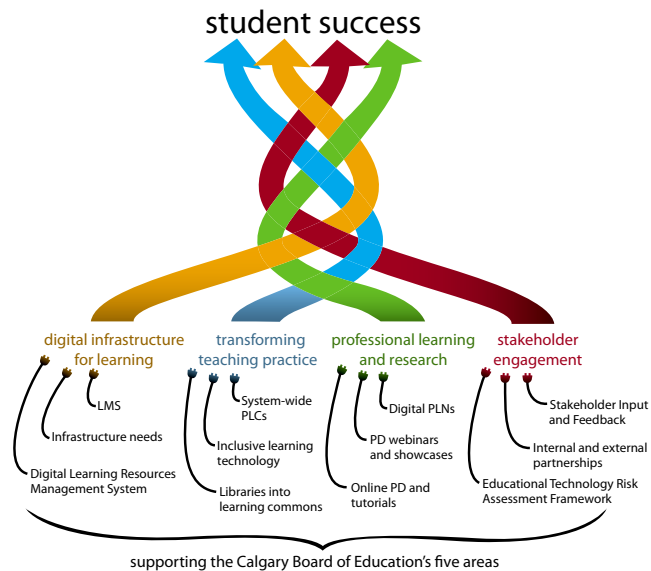 student success
digital infrastructure
for learning
transforming
teaching practice
professional learning
and research
stakeholder
engagement
LMS
Infrastructure needs
Digital Learning Resources
Management System
System-wide
PLCs
Inclusive learning
technology
Libraries into
learning commons
Digital PLNs
PD webinars
and showcases
Online PD and
tutorials
Stakeholder Input
and Feedback
Internal and external
partnerships
Educational Technology Risk
Assessment Framework
supporting the Calgary Board of Education's five areas